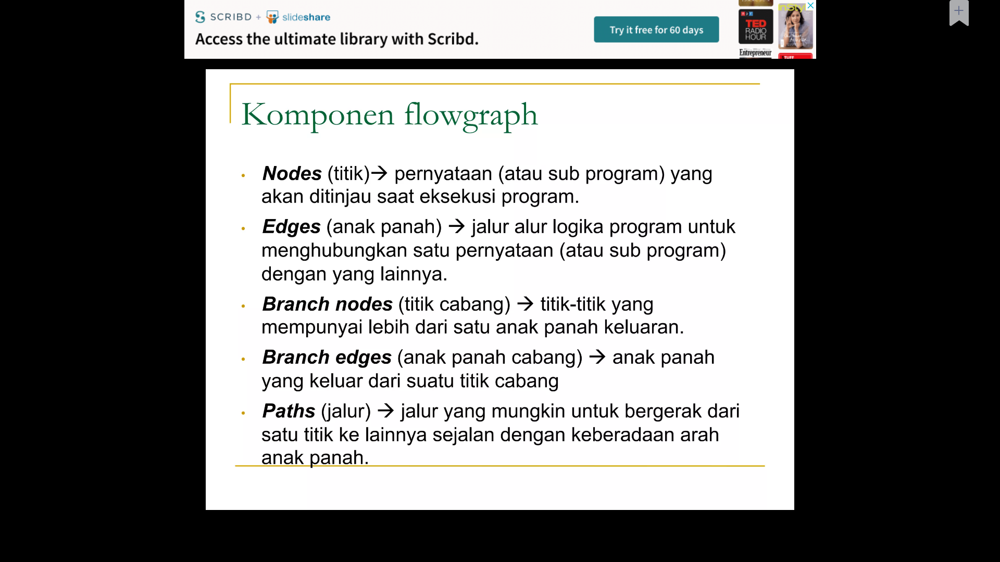 SCRIBD + slideshare
Access the ultimate library with Scribd.
Try it free for 60 days
TED
RADIO
HOUR
InStyl
Entrepreneur
Komponen flowgraph
• Nodes (titik)→ pernyataan (atau sub program) yang
akan ditinjau saat eksekusi program.
• Edges (anak panah) → jalur alur logika program untuk
menghubungkan satu pernyataan (atau sub program)
dengan yang lainnya.
• Branch nodes (titik cabang) → titik-titik yang
mempunyai lebih dari satu anak panah keluaran.
• Branch edges (anak panah cabang) → anak panah
yang keluar dari suatu titik cabang
• Paths (jalur) → jalur yang mungkin untuk bergerak dari
satu titik ke lainnya sejalan dengan keberadaan arah
anak panah.